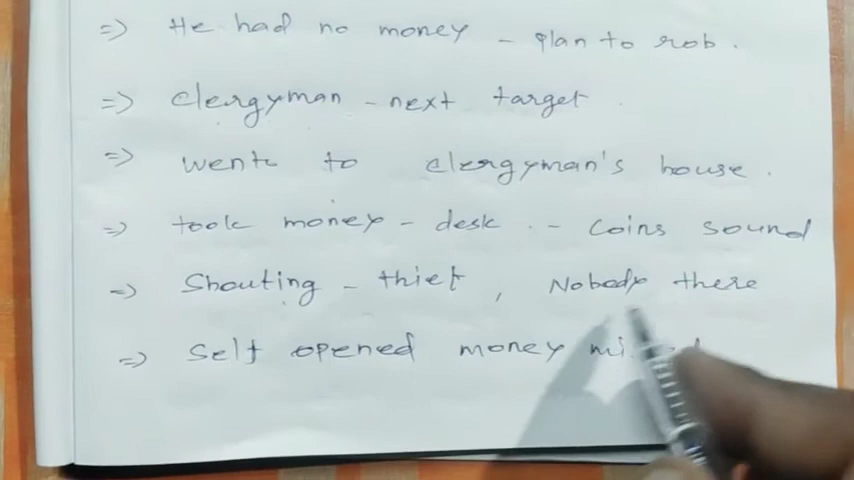 => He had no money - plan to rob.
=> clergyman - next target
=> went to clergyman's house.
=> took money - desk - coins sound
=> Shouting - thief, Nobody there
=> Self opened money